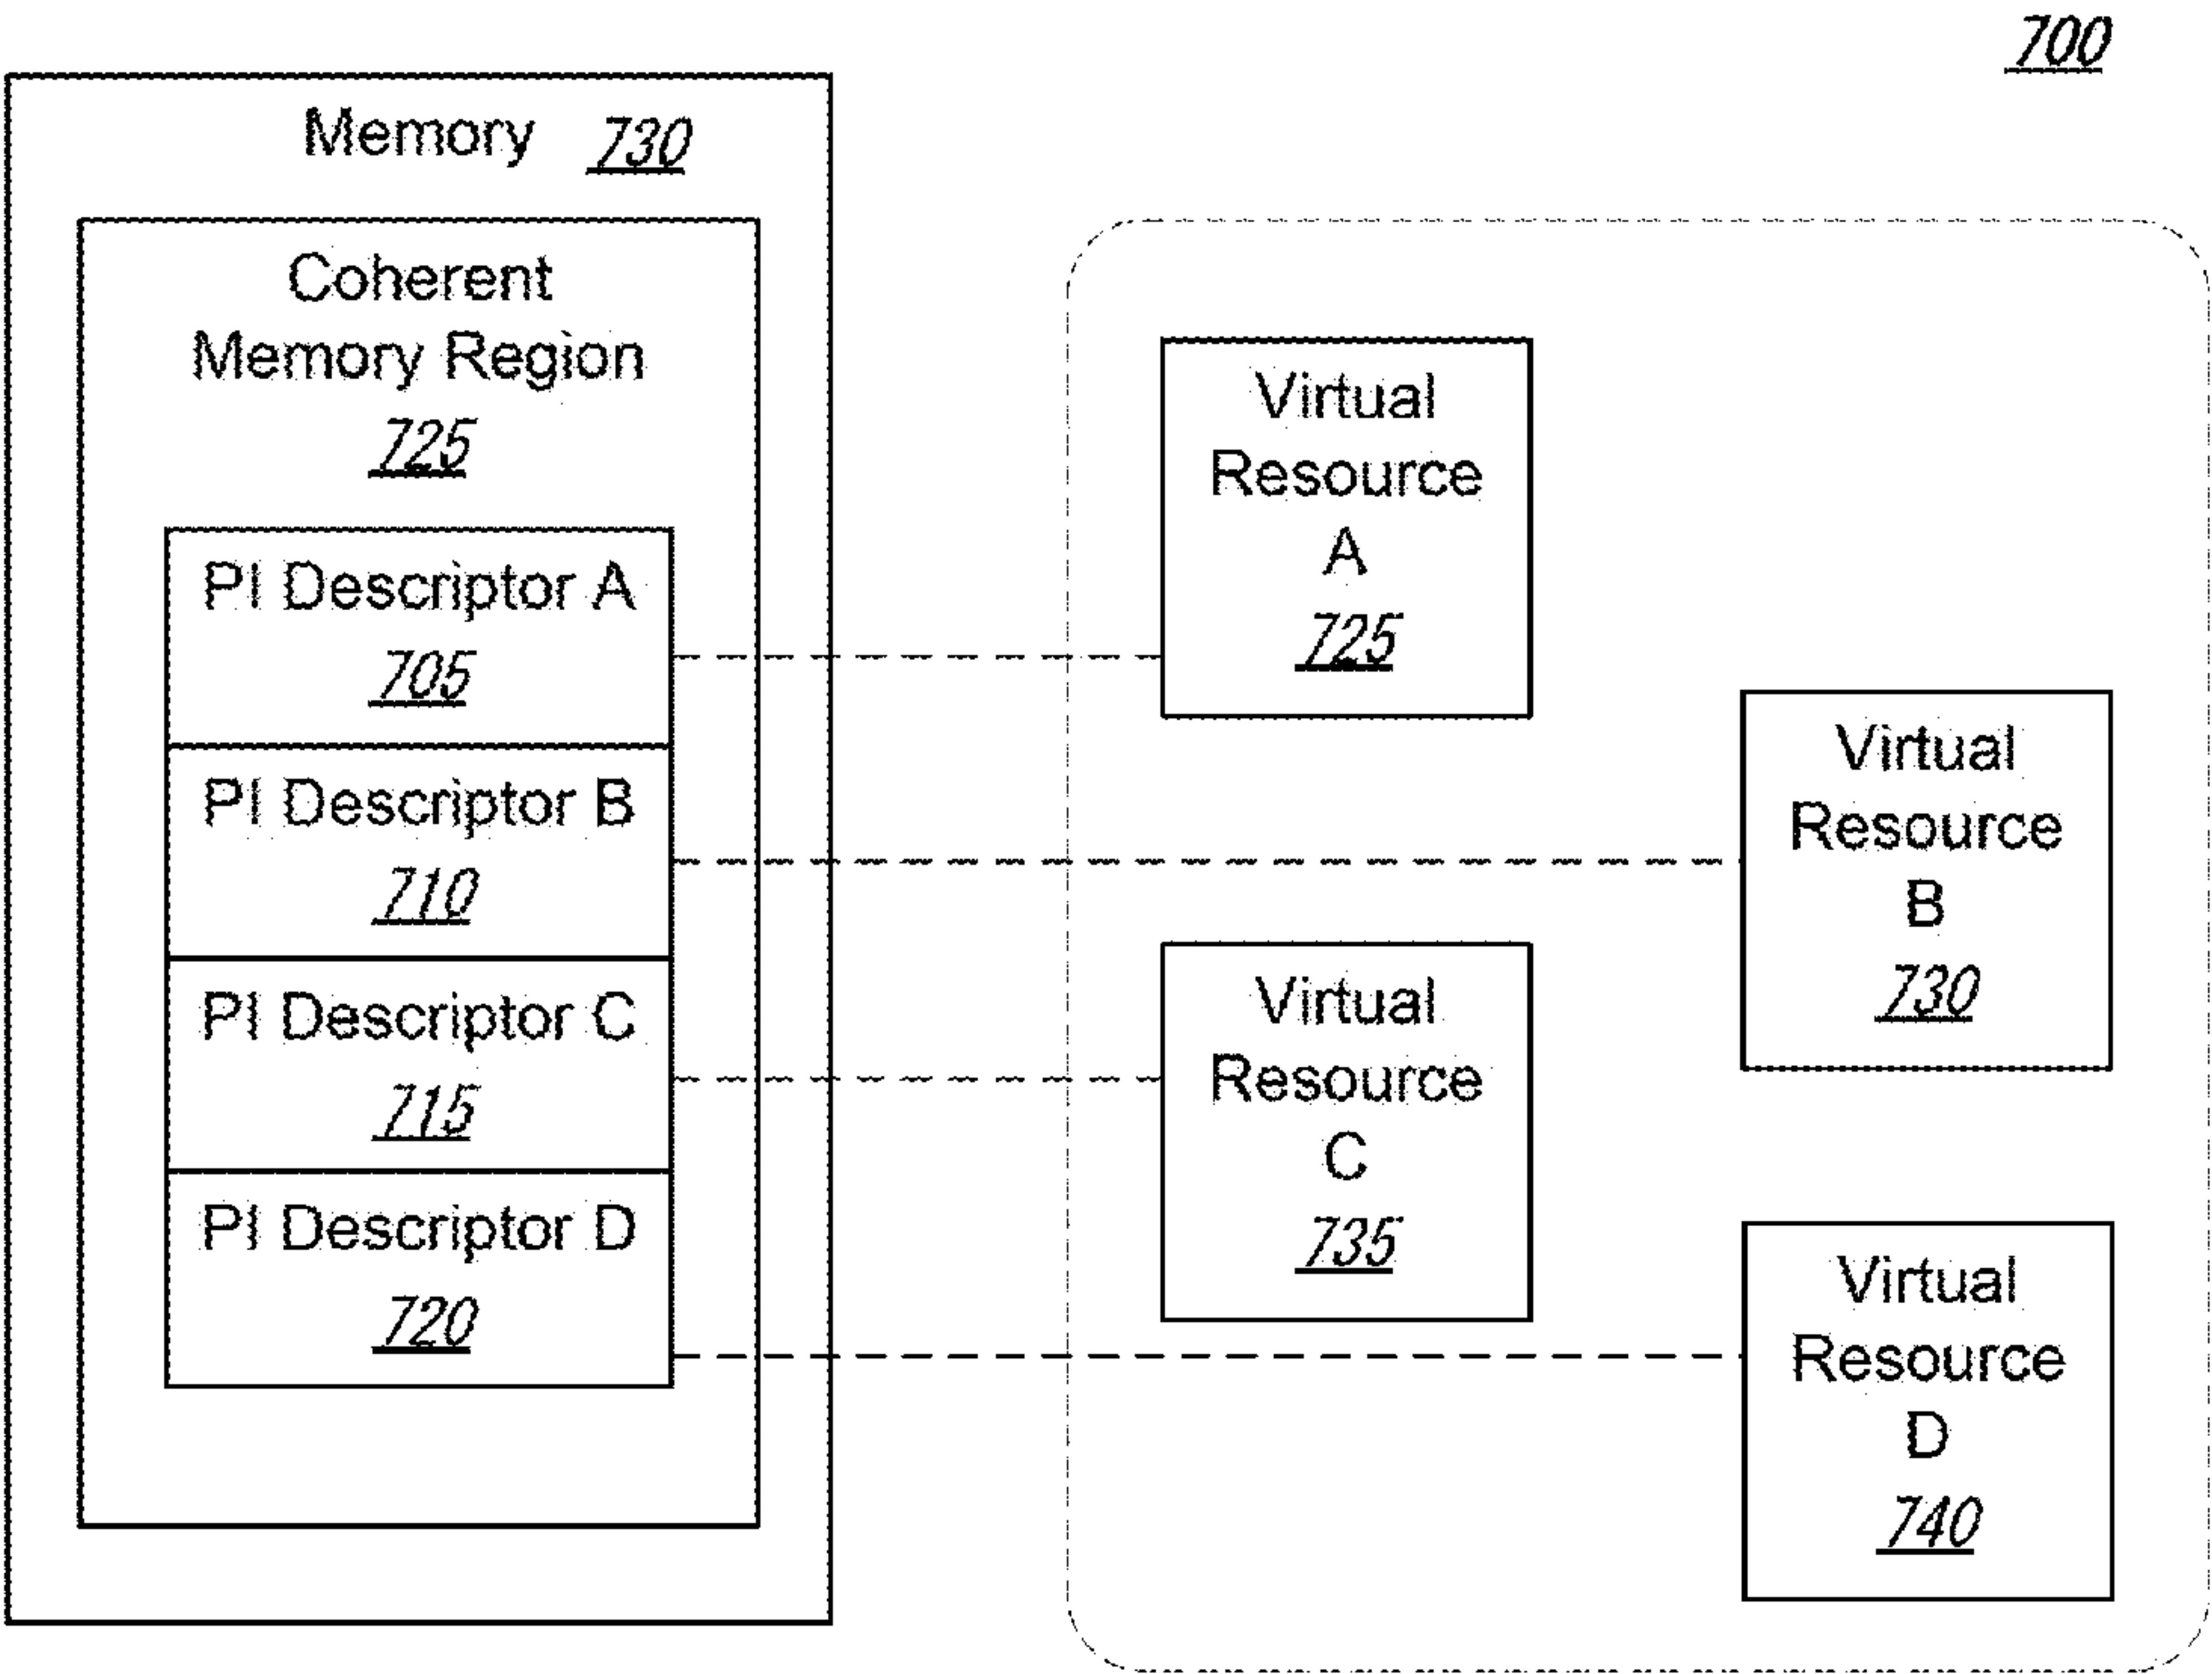 700
Memory 730
Coherent
Memory Region
725
PI Descriptor A
705
PI Descriptor B
710
PI Descriptor C
715
PI Descriptor D
720
Virtual
Resource
A
725
Virtual
Resource
B
730
Virtual
Resource
C
735
Virtual
Resource
D
740